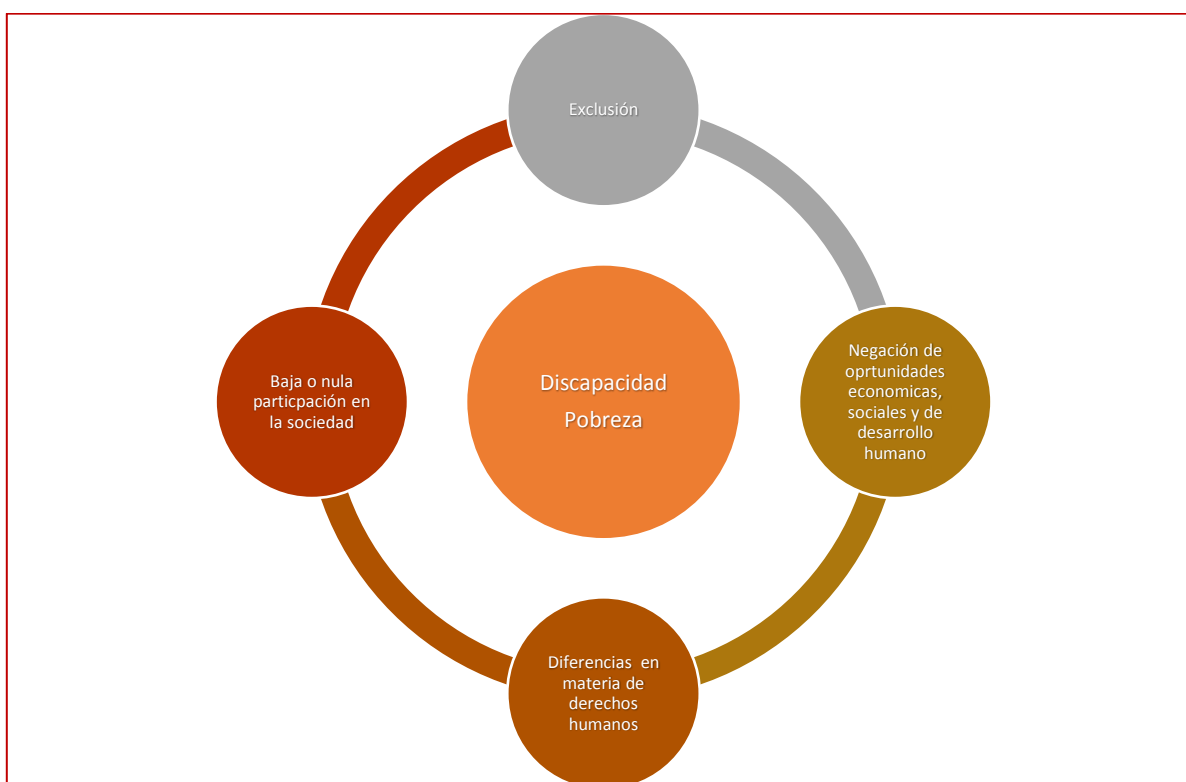 Exclusión
Negación de
oprtunidades
economicas,
sociales y de
desarrollo
humano
Diferencias en
materia de
derechos
humanos
Baja o nula
particpación en
la sociedad
Discapacidad
Pobreza